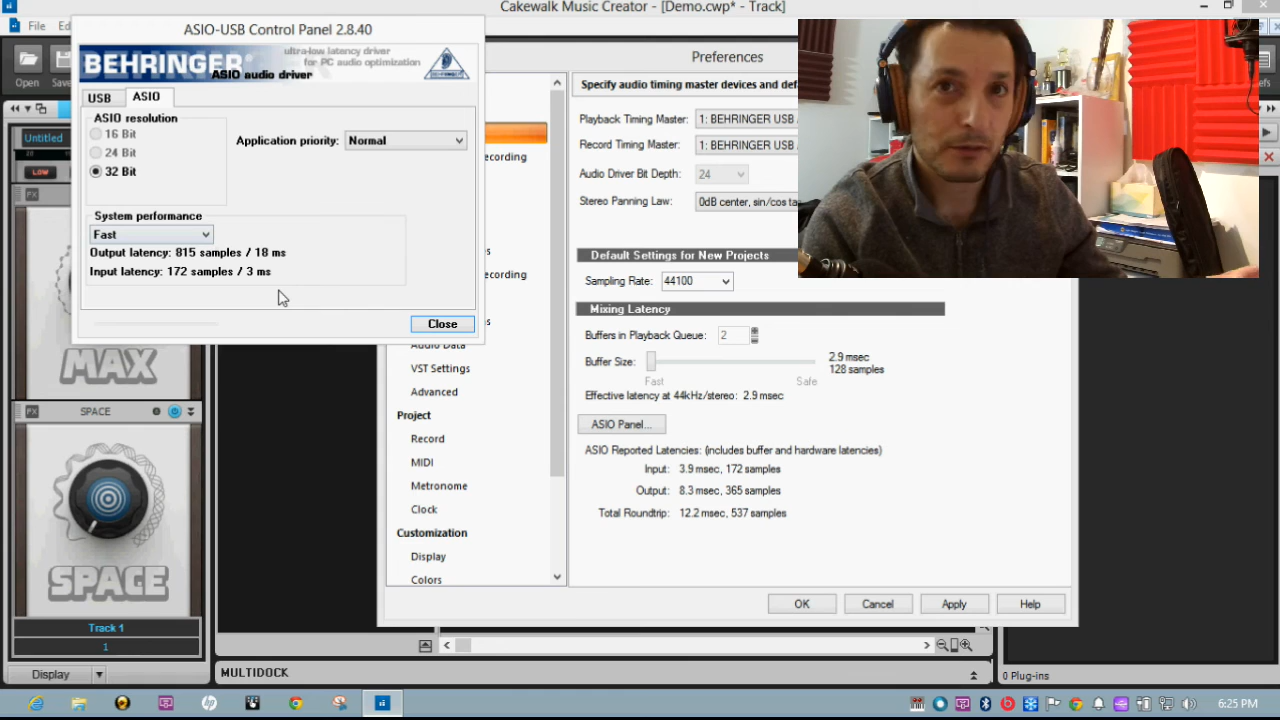 Cakewalk Music Creator - [Demo.cwp* - Track]
File
Open
ASIO-USB Control Panel 2.8.40
BEHRINGER
ultra-low latency driver
for PC audio optimization
ASIO audio driver
USB
ASIO
ASIO resolution
16 Bit
24 Bit
32 Bit
Application priority:
Normal
System performance
Fast
Output latency: 815 samples / 18 ms
Input latency: 172 samples / 3 ms
Close
Untitled
LOW
FX
MAX
FX
SPACE
SPACE
Track 1
1
Display
Preferences
Audio Data
VST Settings
Advanced
Project
Record
MIDI
Metronome
Clock
Customization
Display
Colors
Specify audio timing master devices and
Playback Timing Master:
1: BEHRINGER USB
Record Timing Master:
1: BEHRINGER USB
Audio Driver Bit Depth:
24
Stereo Panning Law:
0dB center, sin/cos
Default Settings for New Projects
Sampling Rate:
44100
Mixing Latency
Buffers in Playback Queue:
2
Buffer Size:
2.9 msec
128 samples
Fast
Safe
Effective latency at 44kHz/stereo: 2.9 msec
ASIO Panel...
ASIO Reported Latencies: (includes buffer and hardware latencies)
Input: 3.9 msec, 172 samples
Output: 8.3 msec, 365 samples
Total Roundtrip: 12.2 msec, 537 samples
OK
Cancel
Apply
Help
MULTIDOCK
0 Plug-ins
6:25 PM